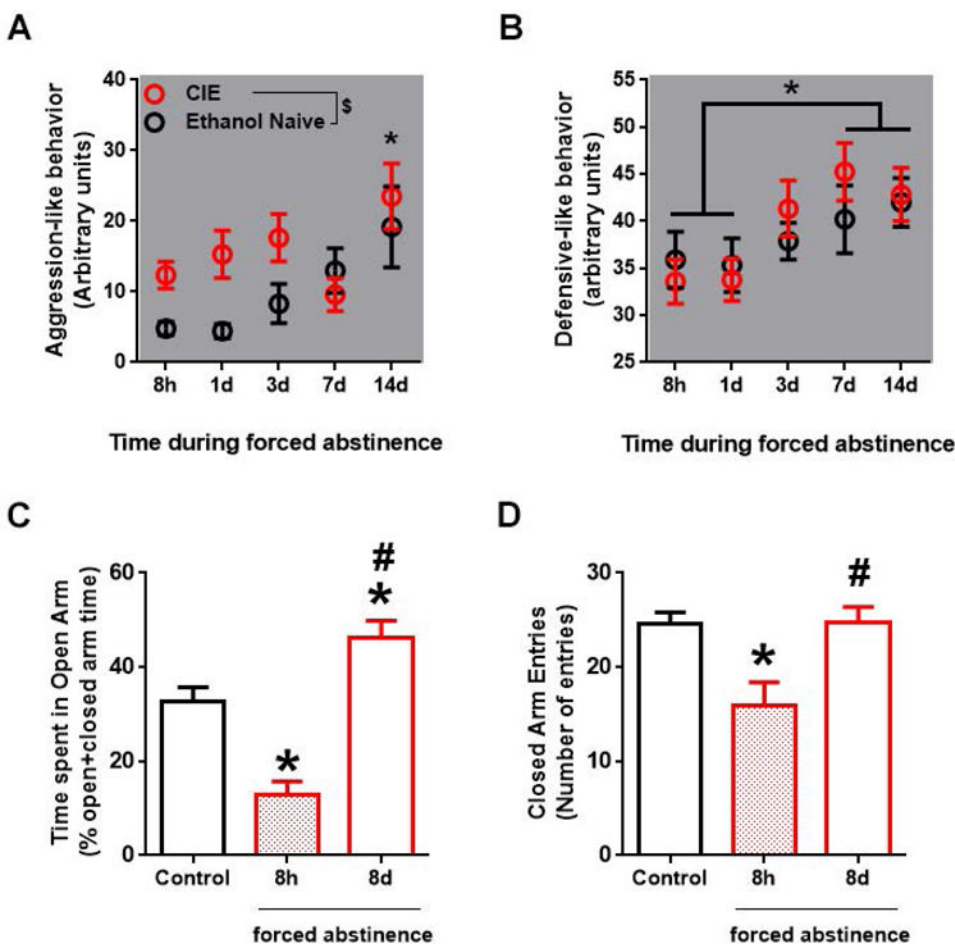 A
Aggression-like behavior
(Arbitrary units)
40
30
20
10
0
CIE
Ethanol Naive
$
*
8h 1d 3d 7d 14d
Time during forced abstinence
B
Defensive-like behavior
(arbitrary units)
55
50
45
40
35
30
25
*
8h 1d 3d 7d 14d
Time during forced abstinence
C
Time spent in Open Arm
(% open+closed arm time)
60
40
20
0
*
#
*
Control 8h 8d
forced abstinence
D
Closed Arm Entries
(Number of entries)
30
20
10
0
*
#
Control 8h 8d
forced abstinence